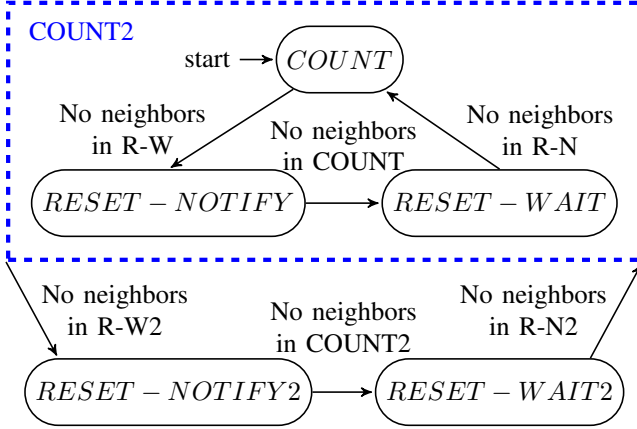 COUNT2
start
COUNT
No neighbors
in R-W
No neighbors
in COUNT
No neighbors
in R-N
RESET − NOTIFY
RESET − WAIT
No neighbors
in R-W2
No neighbors
in COUNT2
No neighbors
in R-N2
RESET − NOTIFY2
RESET − WAIT2